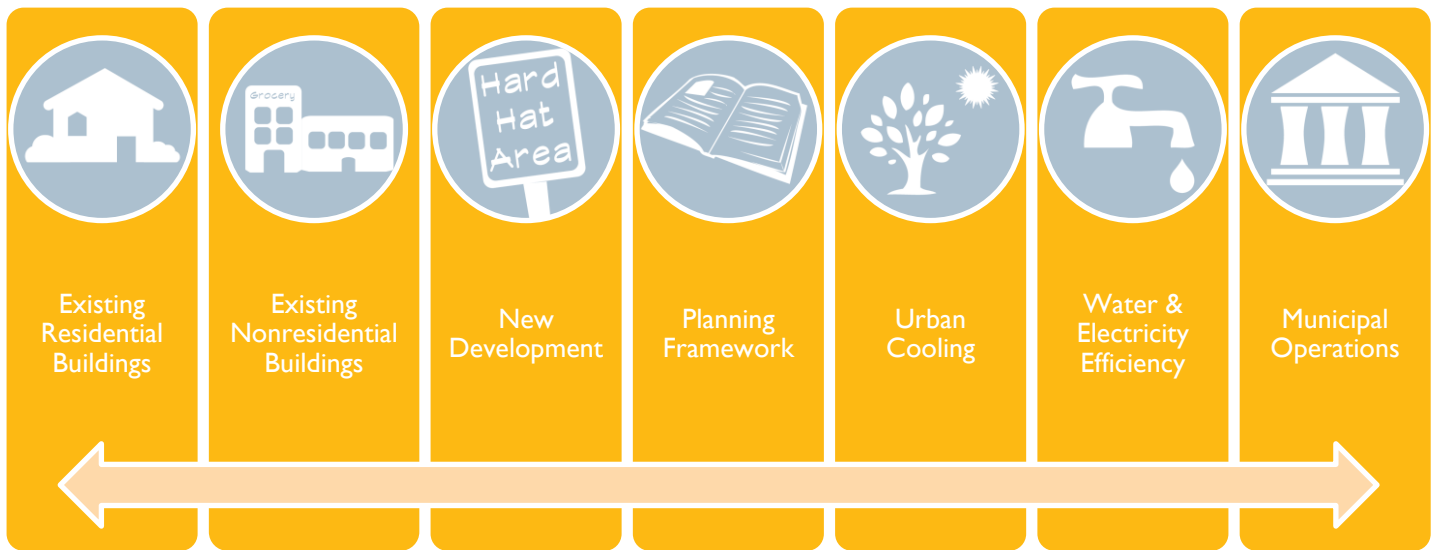 Grocery
Hard
Hat
Area
Existing
Residential
Buildings
Existing
Nonresidential
Buildings
New
Development
Planning
Framework
Urban
Cooling
Water &
Electricity
Efficiency
Municipal
Operations